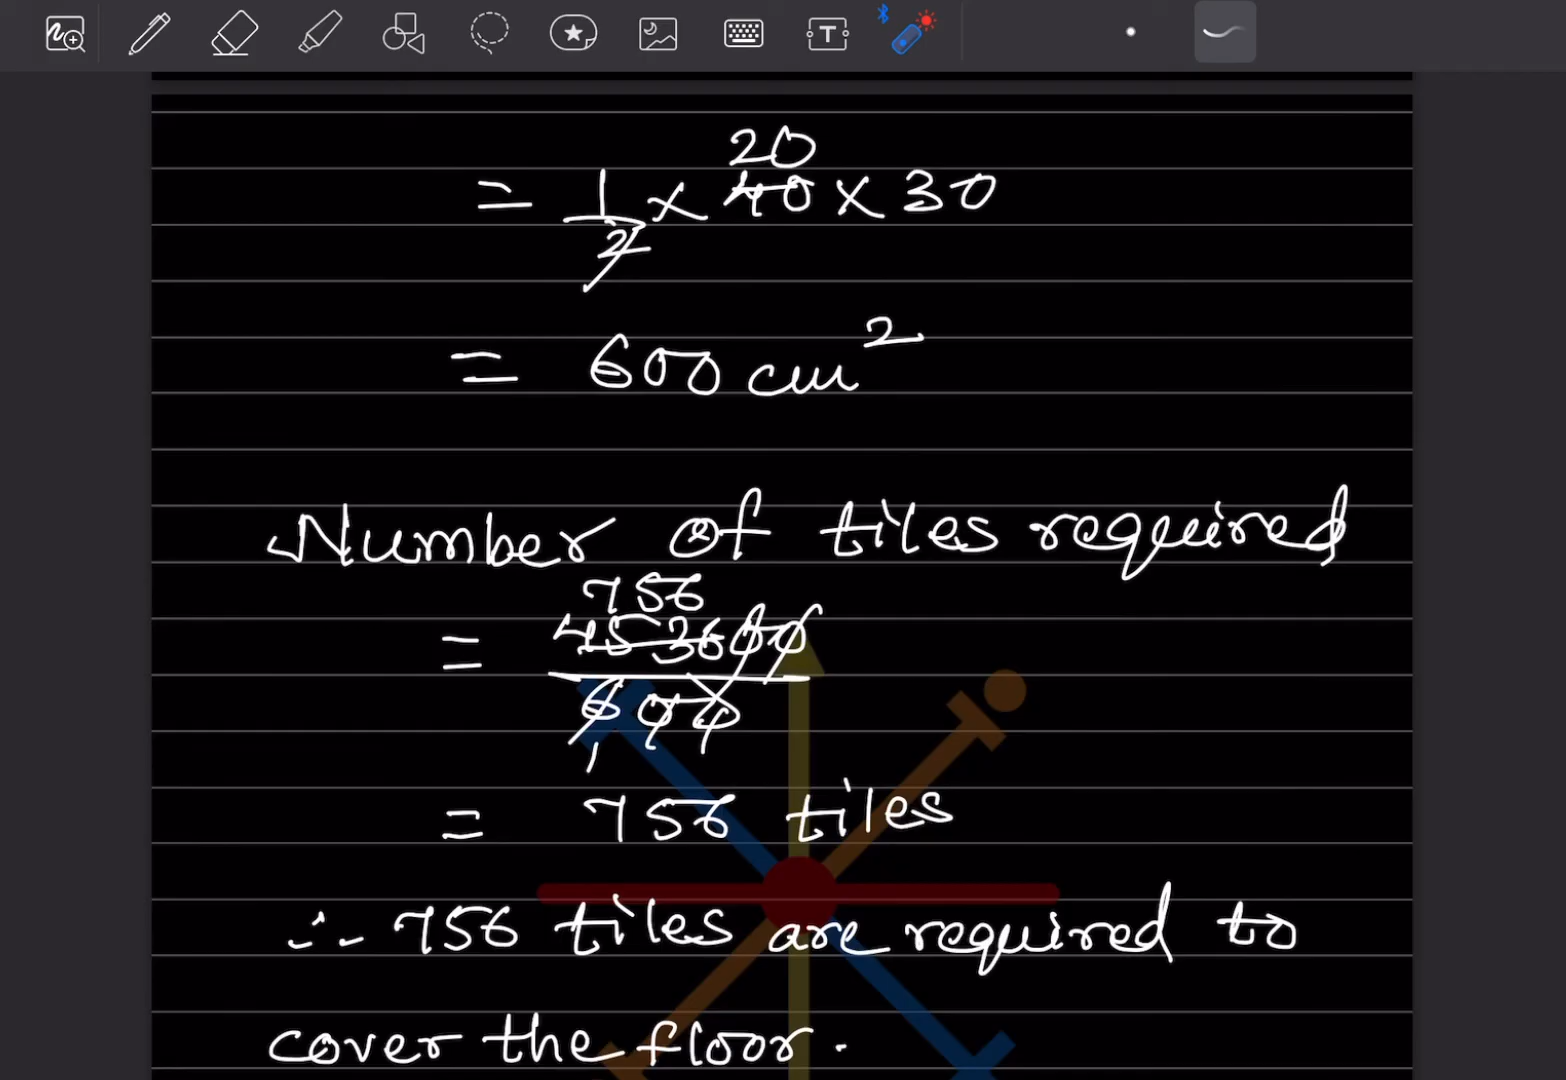 20
= 1/2 × 40 × 30
= 600 cm²
Number of tiles required
756
= 453600/600
1
= 756 tiles
∴ 756 tiles are required to
cover the floor.